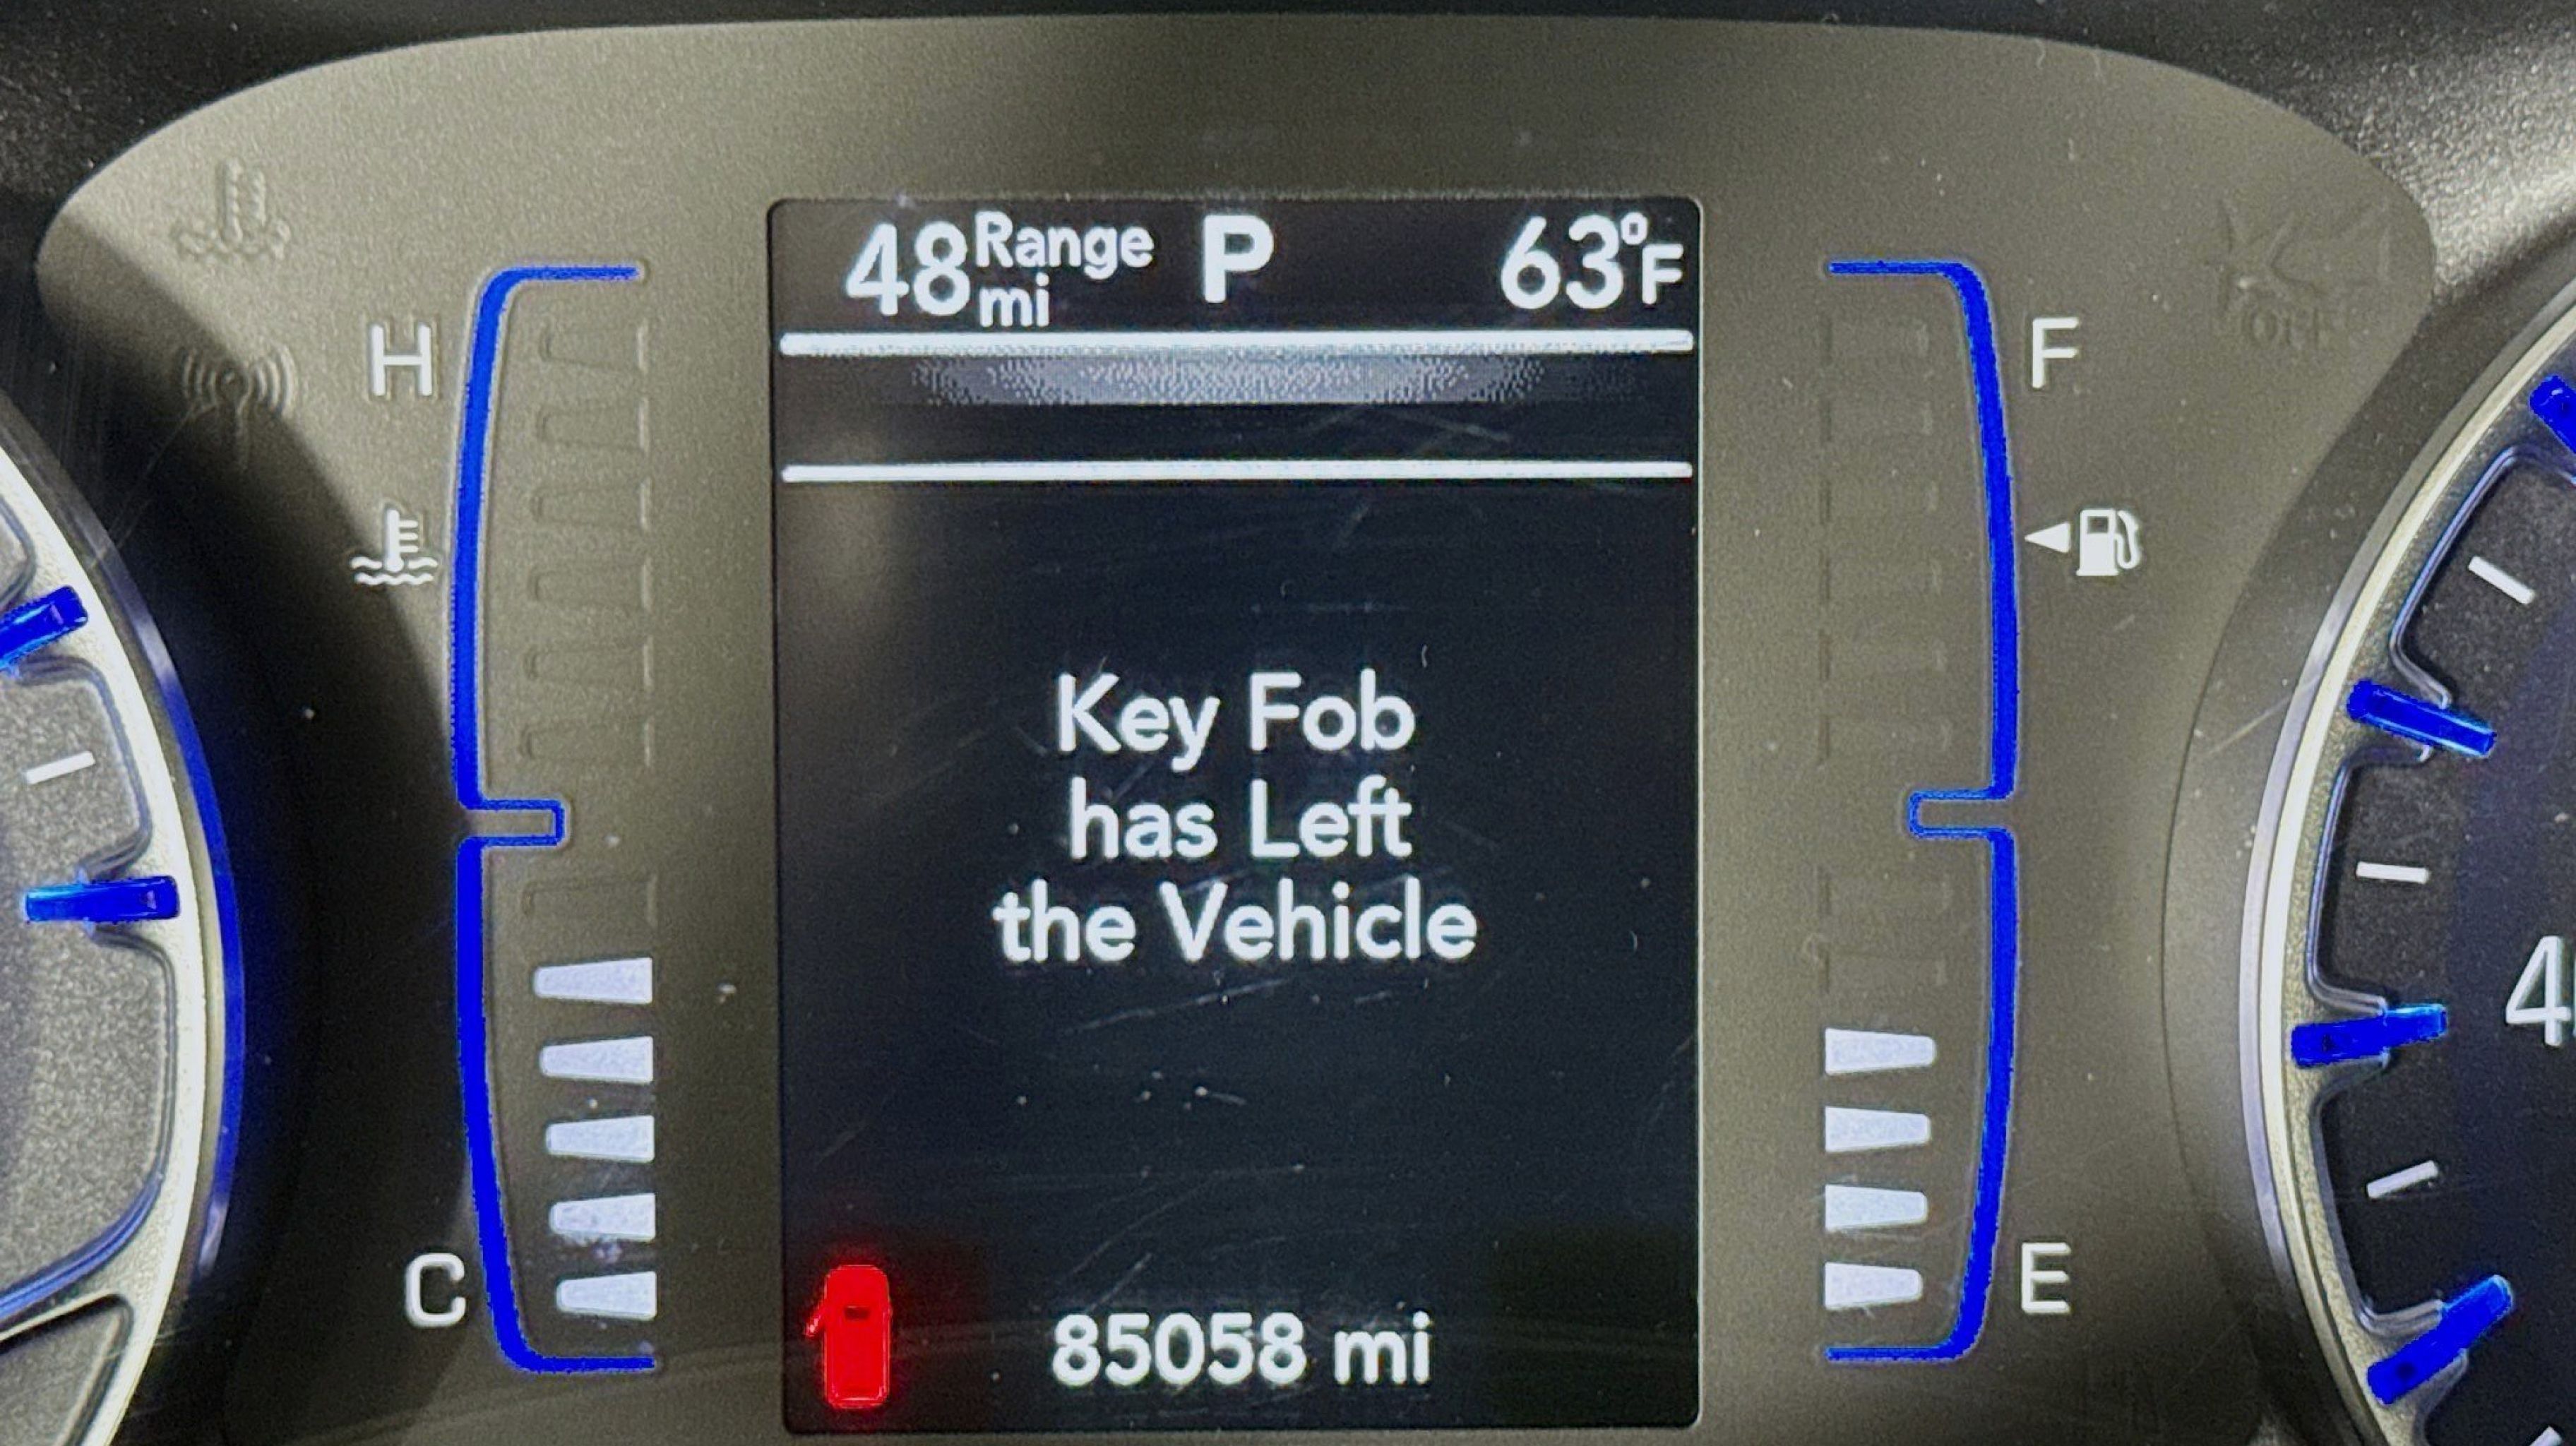 48 Range mi P 63°F
H
F
Key Fob
has Left
the Vehicle
C
E
85058 mi